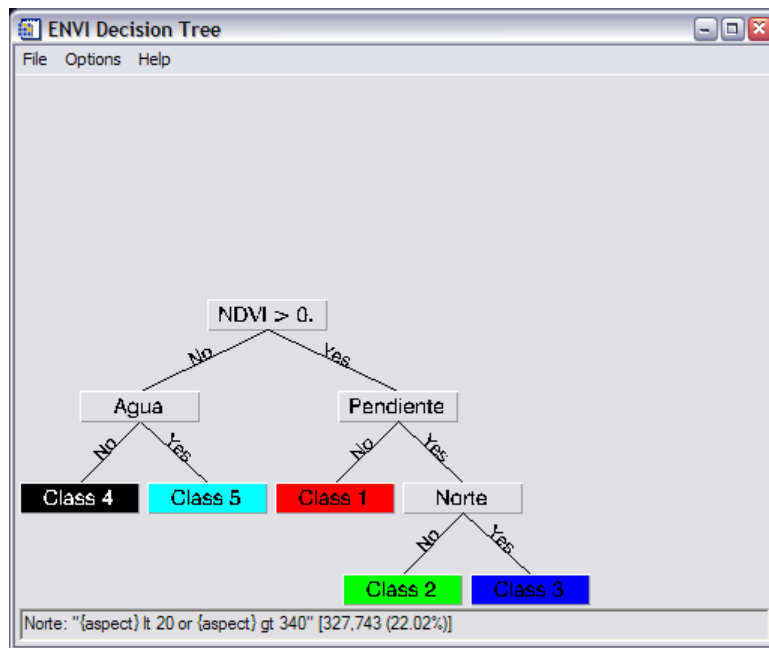 ENVI Decision Tree
File Options Help
NDVI > 0.
No Yes
Agua Pendiente
No Yes No Yes
Class 4 Class 5 Class 1 Norte
No Yes
Class 2 Class 3
Norte: "{aspect} lt 20 or {aspect} gt 340" [327,743 (22.02%)]